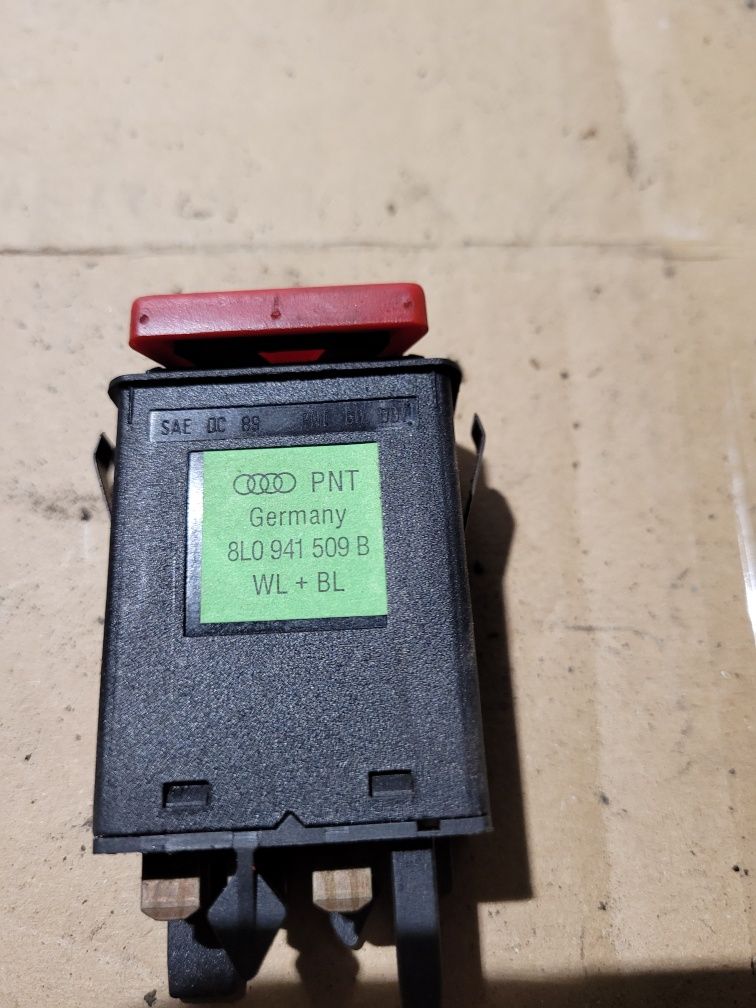 SAE DC 89
PNT
Germany
8L0 941 509 B
WL + BL